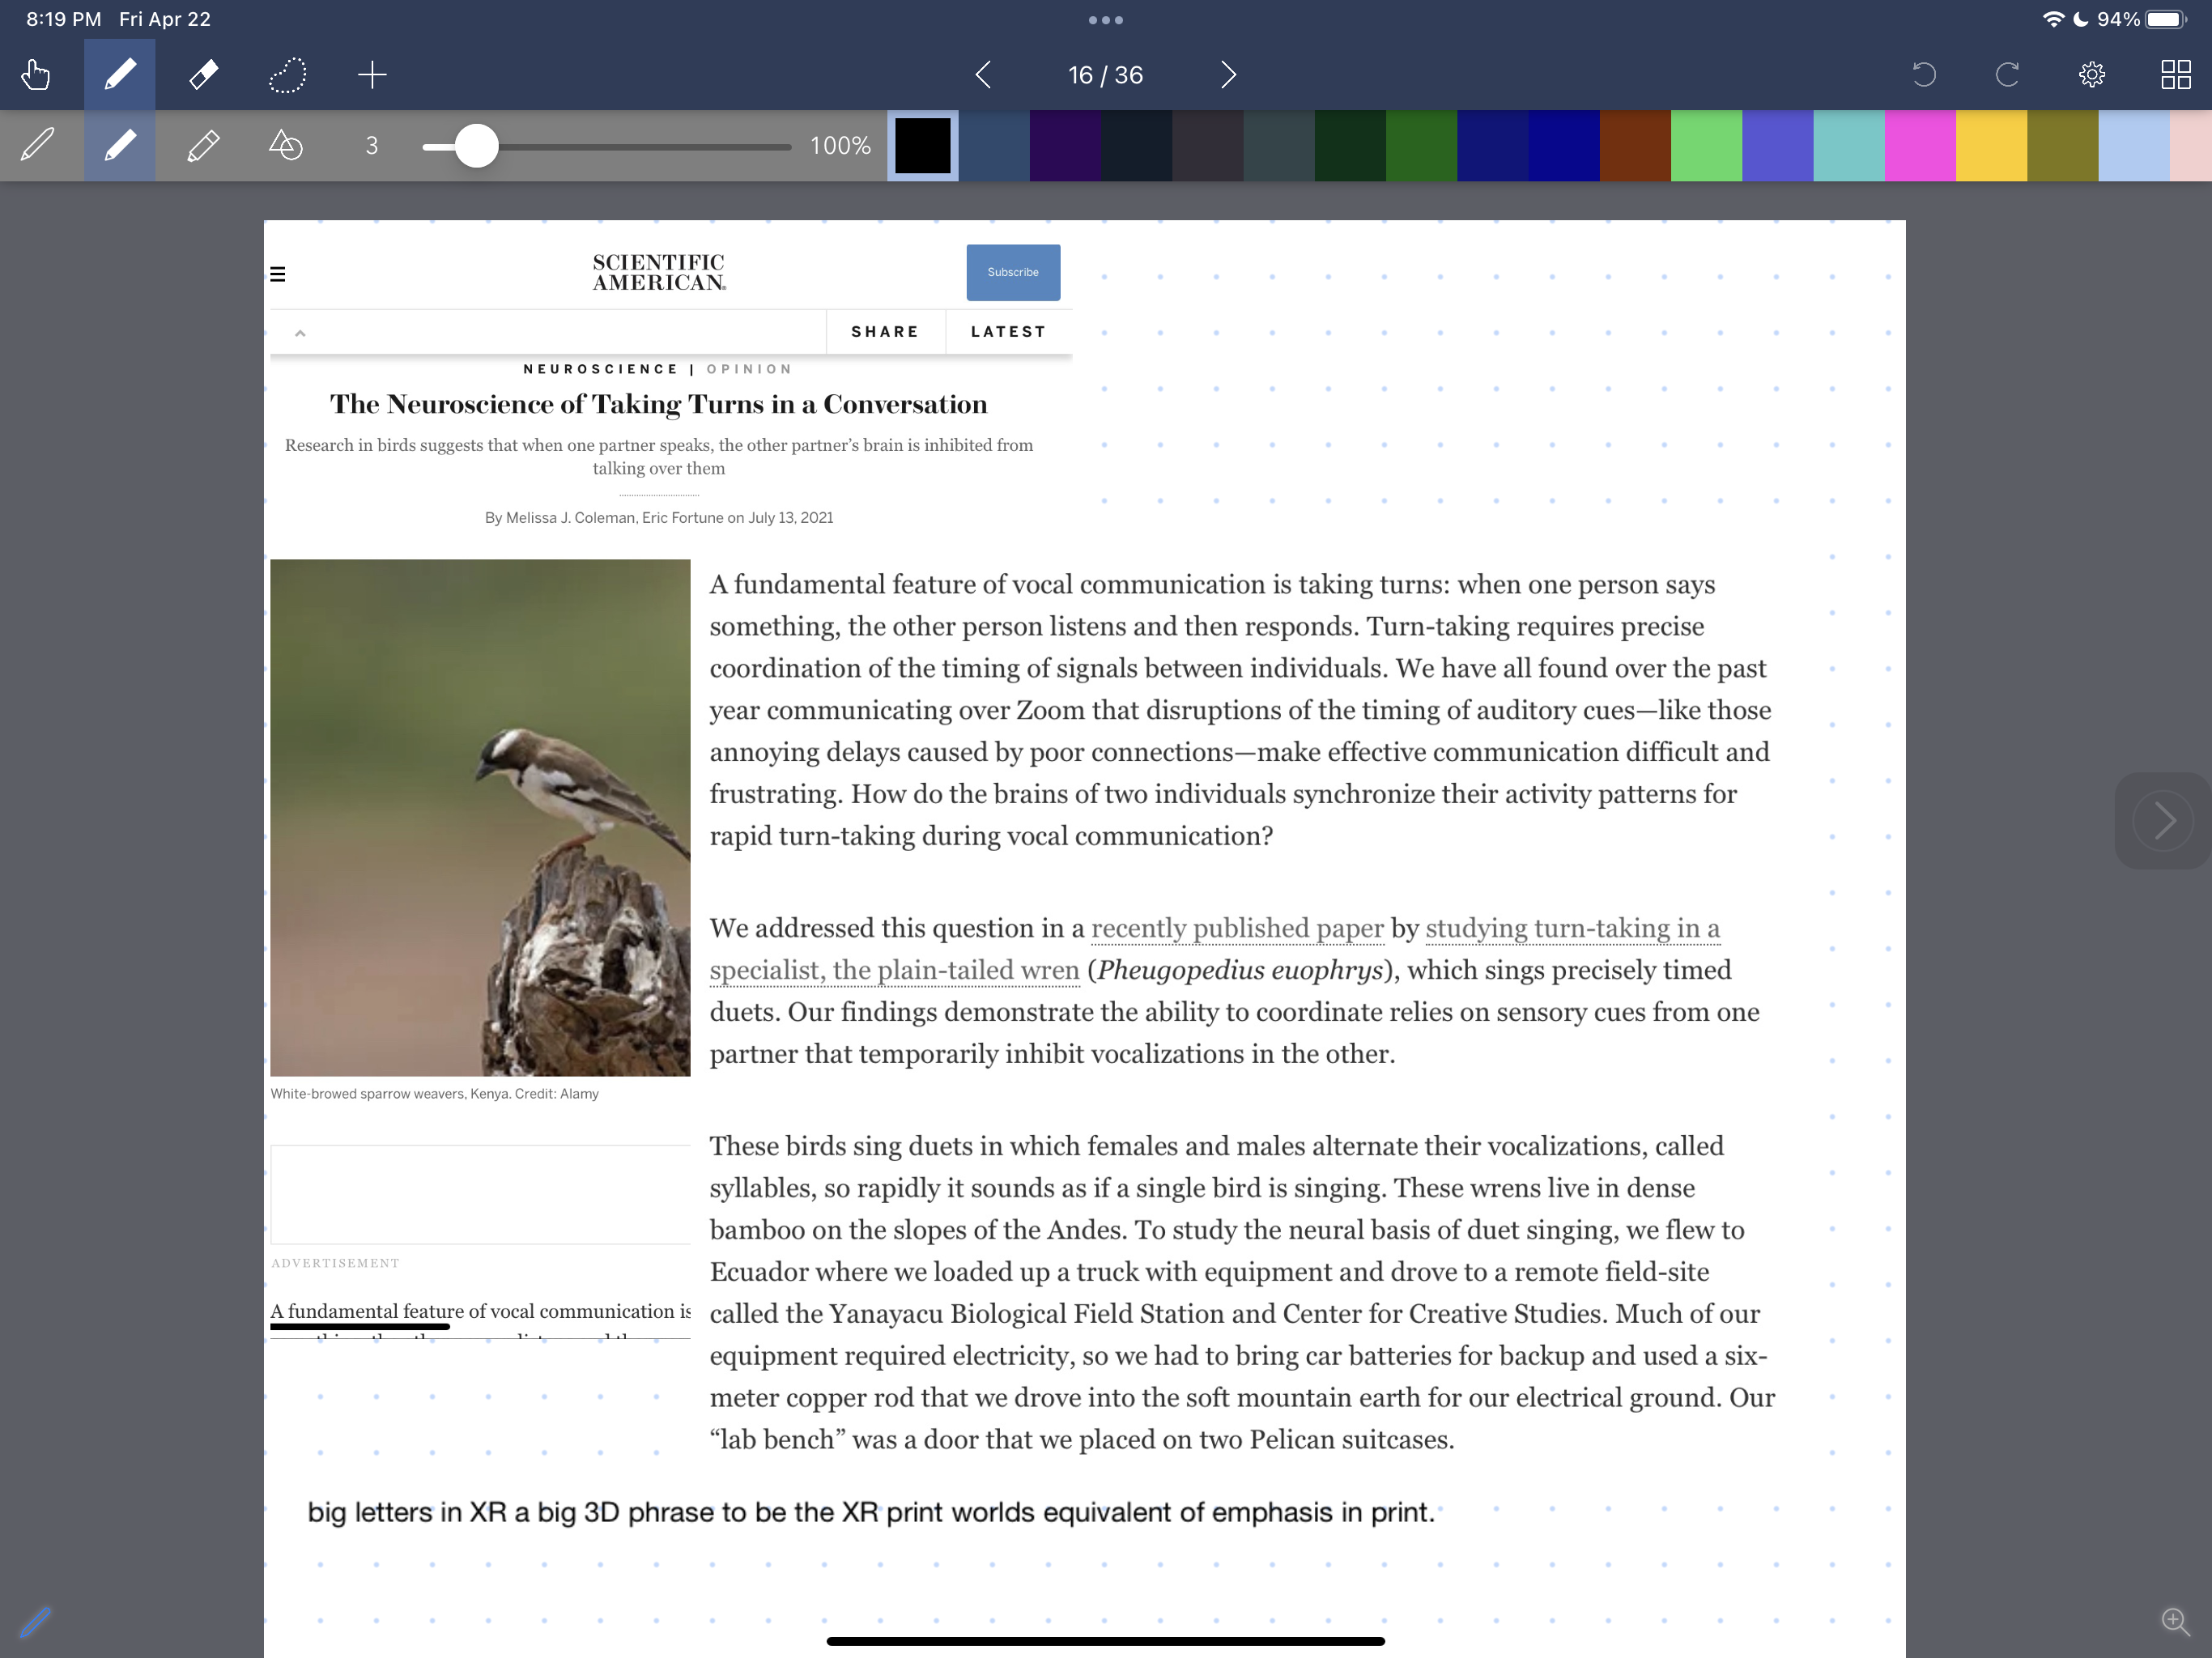 8:19 PM Fri Apr 22
94%
16 / 36
3
100%
SCIENTIFIC
AMERICAN
Subscribe
SHARE
LATEST
NEUROSCIENCE | OPINION
The Neuroscience of Taking Turns in a Conversation
Research in birds suggests that when one partner speaks, the other partner’s brain is inhibited from
talking over them
By Melissa J. Coleman, Eric Fortune on July 13, 2021
White-browed sparrow weavers, Kenya. Credit: Alamy
ADVERTISEMENT
A fundamental feature of vocal communication is
A fundamental feature of vocal communication is taking turns: when one person says
something, the other person listens and then responds. Turn-taking requires precise
coordination of the timing of signals between individuals. We have all found over the past
year communicating over Zoom that disruptions of the timing of auditory cues—like those
annoying delays caused by poor connections—make effective communication difficult and
frustrating. How do the brains of two individuals synchronize their activity patterns for
rapid turn-taking during vocal communication?
We addressed this question in a recently published paper by studying turn-taking in a
specialist, the plain-tailed wren (Pheugopedius euophrys), which sings precisely timed
duets. Our findings demonstrate the ability to coordinate relies on sensory cues from one
partner that temporarily inhibit vocalizations in the other.
These birds sing duets in which females and males alternate their vocalizations, called
syllables, so rapidly it sounds as if a single bird is singing. These wrens live in dense
bamboo on the slopes of the Andes. To study the neural basis of duet singing, we flew to
Ecuador where we loaded up a truck with equipment and drove to a remote field-site
called the Yanayacu Biological Field Station and Center for Creative Studies. Much of our
equipment required electricity, so we had to bring car batteries for backup and used a six-
meter copper rod that we drove into the soft mountain earth for our electrical ground. Our
“lab bench” was a door that we placed on two Pelican suitcases.
big letters in XR a big 3D phrase to be the XR print worlds equivalent of emphasis in print.